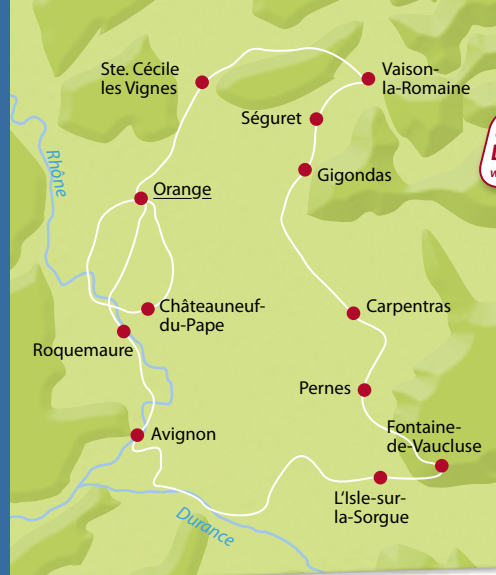 Ste. Cécile
les Vignes
Vaison-
la-Romaine
Séguret
Rhône
Gigondas
Orange
Châteauneuf-
du-Pape
Carpentras
Roquemaure
Pernes
Avignon
Fontaine-
de-Vaucluse
L'Isle-sur-
la-Sorgue
Durance